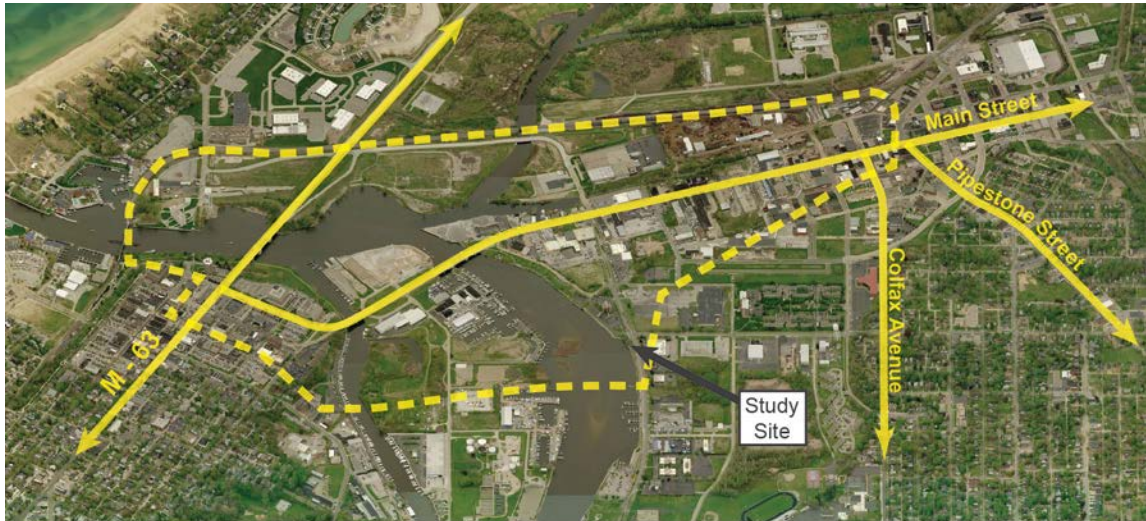 Main Street
Pipestone Street
M - 63
Colfax Avenue
Study
Site